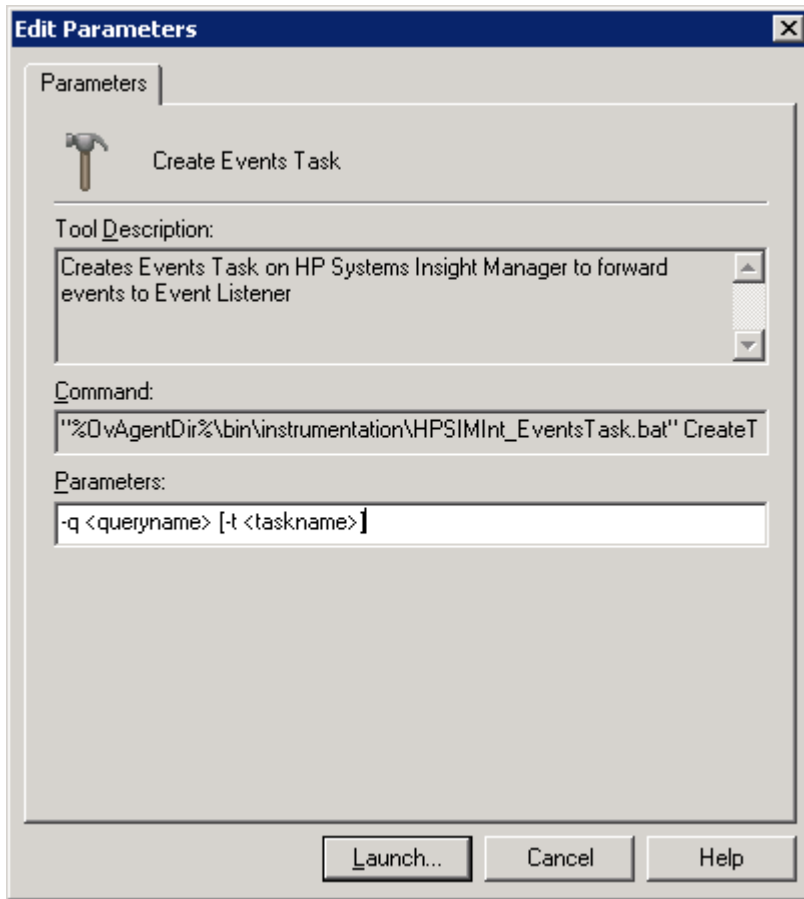 Edit Parameters
Parameters
Create Events Task
Tool Description:
Creates Events Task on HP Systems Insight Manager to forward
events to Event Listener
Command:
"%OvAgentDir%\bin\instrumentation\HPSIMInt_EventsTask.bat" CreateT
Parameters:
-q <queryname> [-t <taskname>]
Launch... Cancel Help